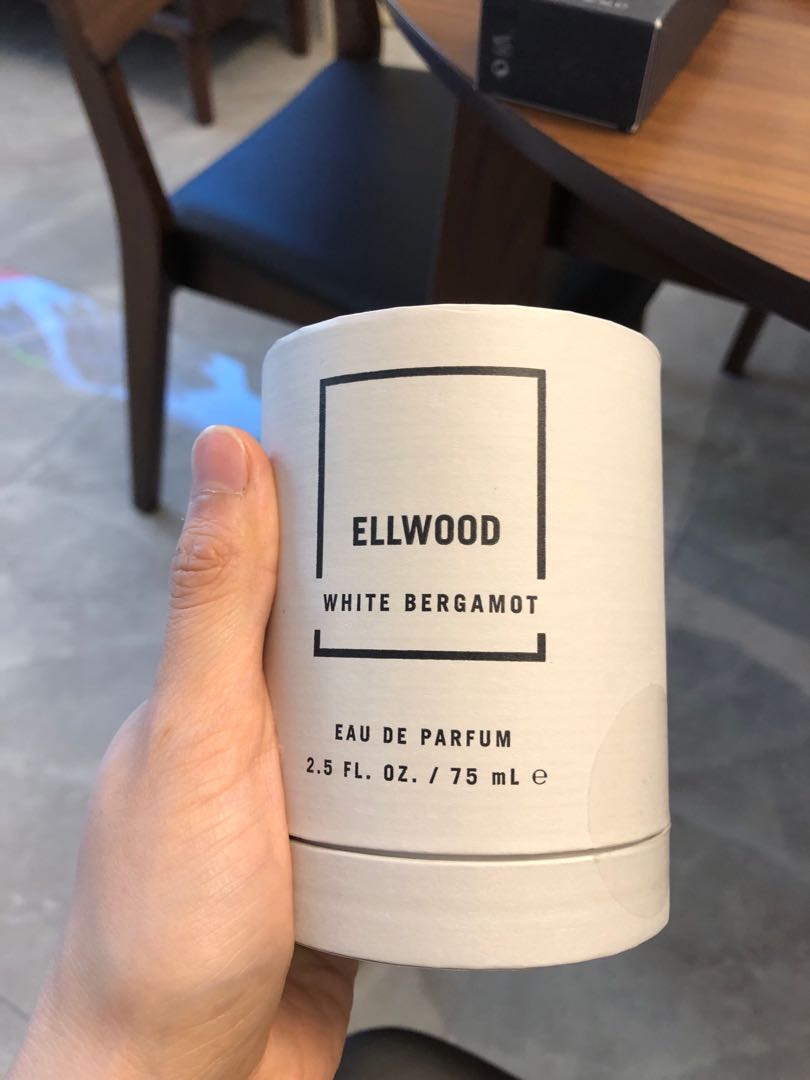 ELLWOOD
WHITE BERGAMOT
EAU DE PARFUM
2.5 FL. OZ. / 75 mL ℮